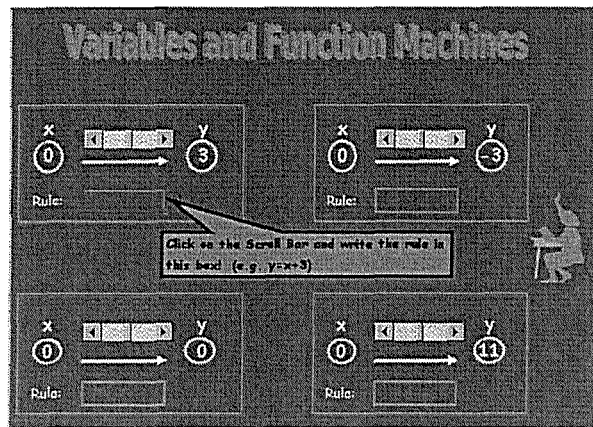 Variables and Function Machines
x y
0 3
Rule:
x y
0 -3
Rule:
Click on the Scroll Bar and write the rule in
this box! (e.g. y=x+3)
x y
0 0
Rule:
x y
0 11
Rule: